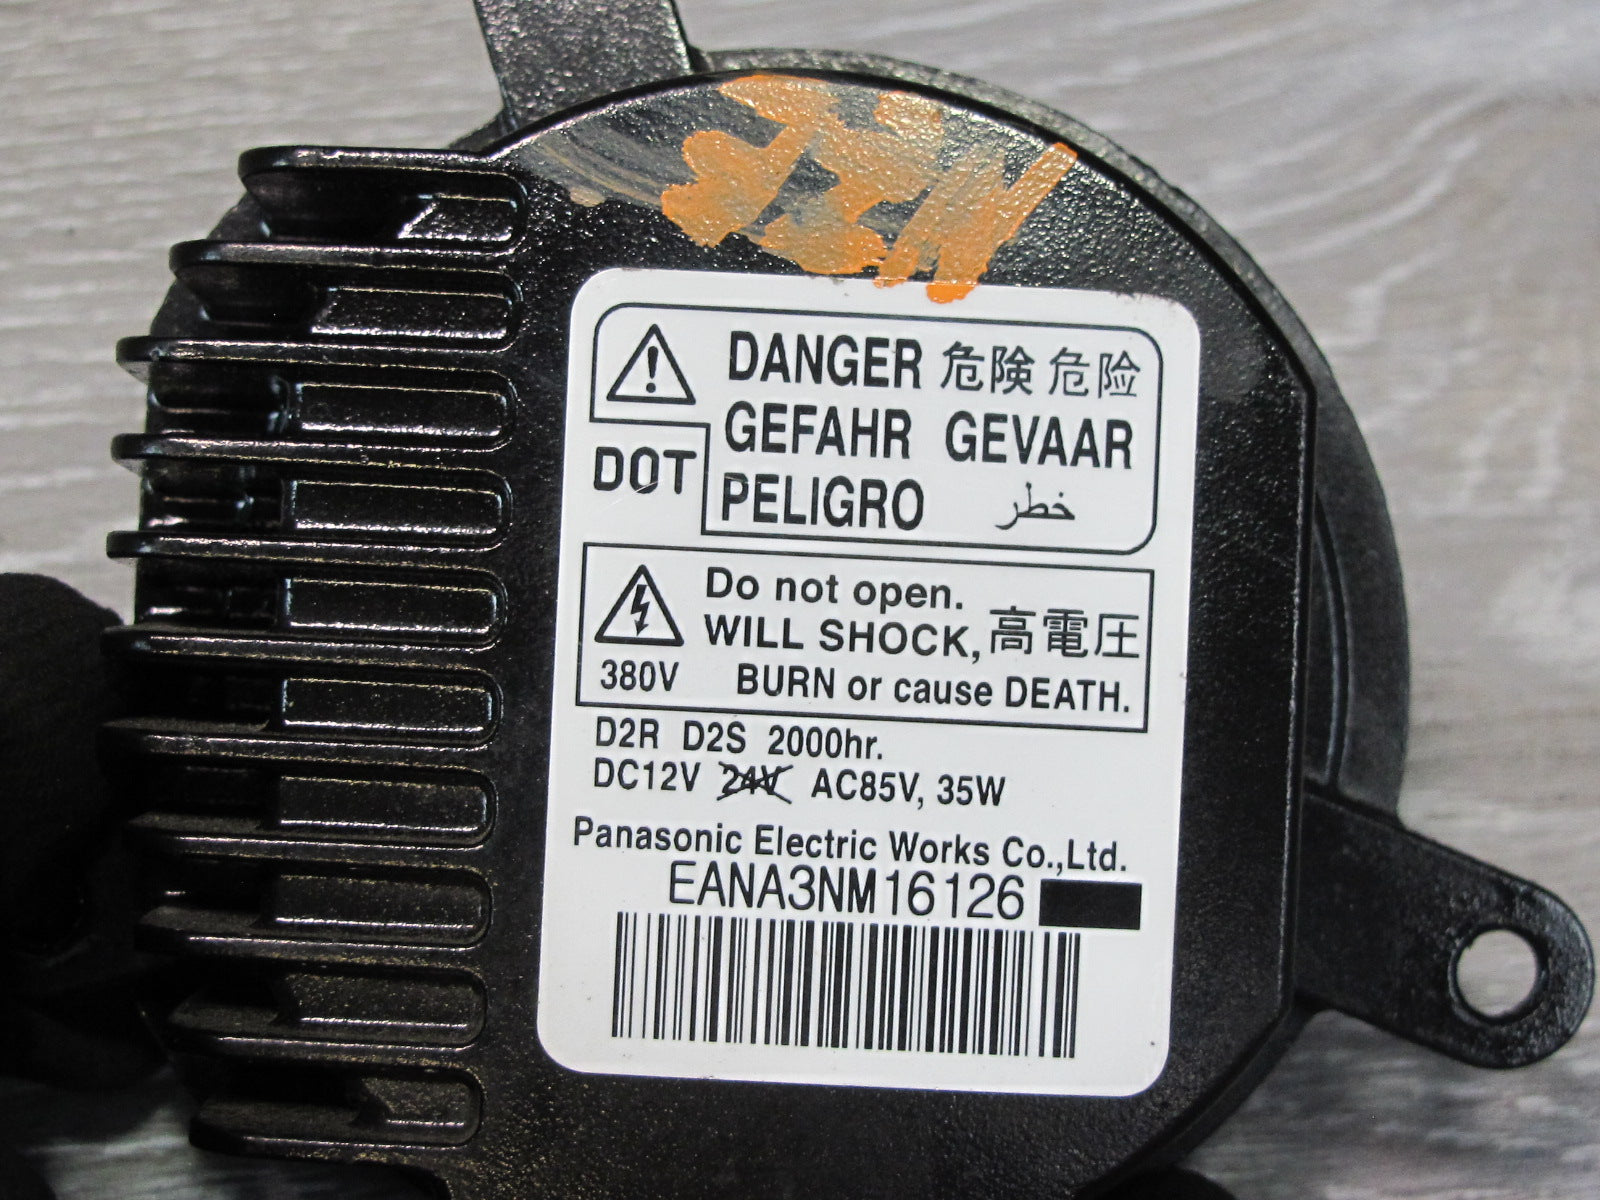 DANGER 危険 危险
GEFAHR GEVAAR
DOT
PELIGRO خطر
Do not open.
WILL SHOCK, 高電圧
380V BURN or cause DEATH.
D2R D2S 2000hr.
DC12V 24V AC85V, 35W
Panasonic Electric Works Co.,Ltd.
EANA3NM16126